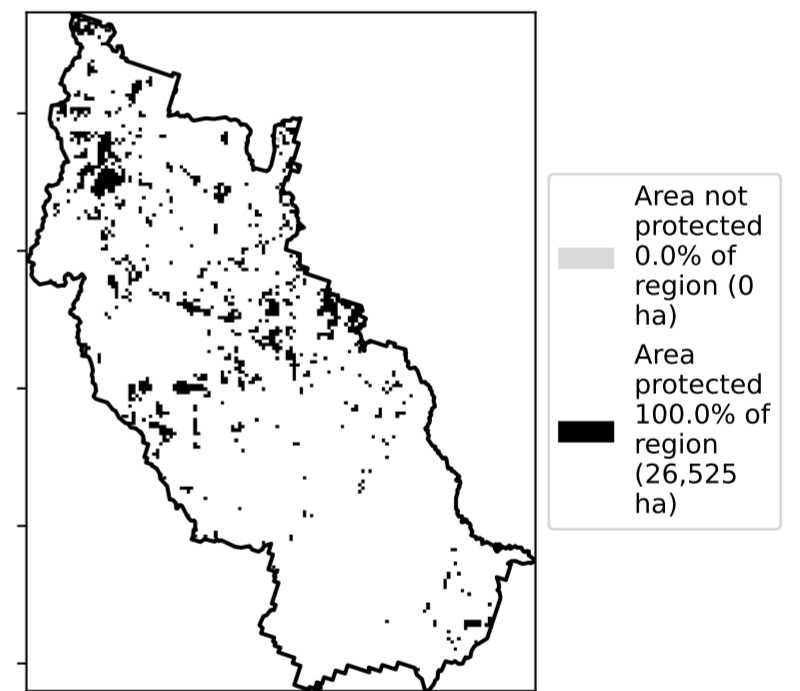 Area not
protected
0.0% of
region (0
ha)
Area
protected
100.0% of
region
(26,525
ha)